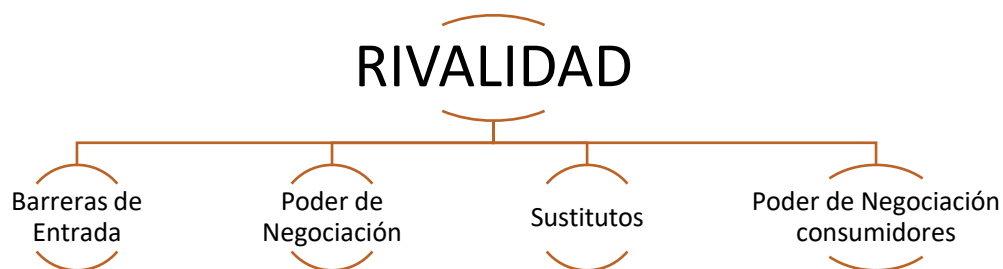 RIVALIDAD
Barreras de
Entrada
Poder de
Negociación
Sustitutos
Poder de Negociación
consumidores